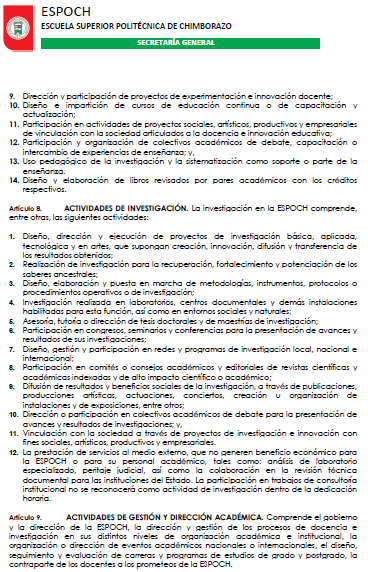 ESPOCH
ESCUELA SUPERIOR POLITÉCNICA DE CHIMBORAZO
SECRETARÍA GENERAL
9. Dirección y participación de proyectos de experimentación e innovación docente;
10. Diseño e impartición de cursos de educación continua o de capacitación y
actualización;
11. Participación en actividades de proyectos sociales, artísticos, productivos y empresariales
de vinculación con la sociedad articulados a la docencia e innovación educativa;
12. Participación y organización de colectivos académicos de debate, capacitación o
intercambio de experiencias de enseñanza; y,
13. Uso pedagógico de la investigación y la sistematización como soporte o parte de la
enseñanza.
14. Diseño y elaboración de libros revisados por pares académicos con los créditos
respectivos.
Artículo 8. ACTIVIDADES DE INVESTIGACIÓN. La investigación en la ESPOCH comprende,
entre otras, las siguientes actividades:
1. Diseño, dirección y ejecución de proyectos de investigación básica, aplicada,
tecnológica y en artes, que supongan creación, innovación, difusión y transferencia de
los resultados obtenidos;
2. Realización de investigación para la recuperación, fortalecimiento y potenciación de los
saberes ancestrales;
3. Diseño, elaboración y puesta en marcha de metodologías, instrumentos, protocolos o
procedimientos operativos o de investigación;
4. Investigación realizada en laboratorios, centros documentales y demás instalaciones
habilitadas para esta función, así como en entornos sociales y naturales;
5. Asesoría, tutoría o dirección de tesis doctorales y de maestrías de investigación;
6. Participación en congresos, seminarios y conferencias para la presentación de avances y
resultados de sus investigaciones;
7. Diseño, gestión y participación en redes y programas de investigación local, nacional e
internacional;
8. Participación en comités o consejos académicos y editoriales de revistas científicas y
académicas indexadas y de alto impacto científico o académico;
9. Difusión de resultados y beneficios sociales de la investigación, a través de publicaciones,
producciones artísticas, actuaciones, conciertos, creación u organización de
instalaciones y de exposiciones, entre otros;
10. Dirección o participación en colectivos académicos de debate para la presentación de
avances y resultados de investigaciones; y,
11. Vinculación con la sociedad a través de proyectos de investigación e innovación con
fines sociales, artísticos, productivos y empresariales.
12. La prestación de servicios al medio externo, que no generen beneficio económico para
la ESPOCH o para su personal académico, tales como: análisis de laboratorio
especializado, peritaje judicial, así como la colaboración en la revisión técnica
documental para las instituciones del Estado. La participación en trabajos de consultoría
institucional no se reconocerá como actividad de investigación dentro de la dedicación
horaria.
Artículo 9. ACTIVIDADES DE GESTIÓN Y DIRECCIÓN ACADÉMICA. Comprende el gobierno
y la dirección de la ESPOCH, la dirección y gestión de los procesos de docencia e
investigación en sus distintos niveles de organización académica e institucional, la
organización o dirección de eventos académicos nacionales o internacionales, el diseño,
seguimiento y evaluación de carreras y programas de estudios de grado y postgrado, la
contraparte de los docentes a los prometeos de la ESPOCH.